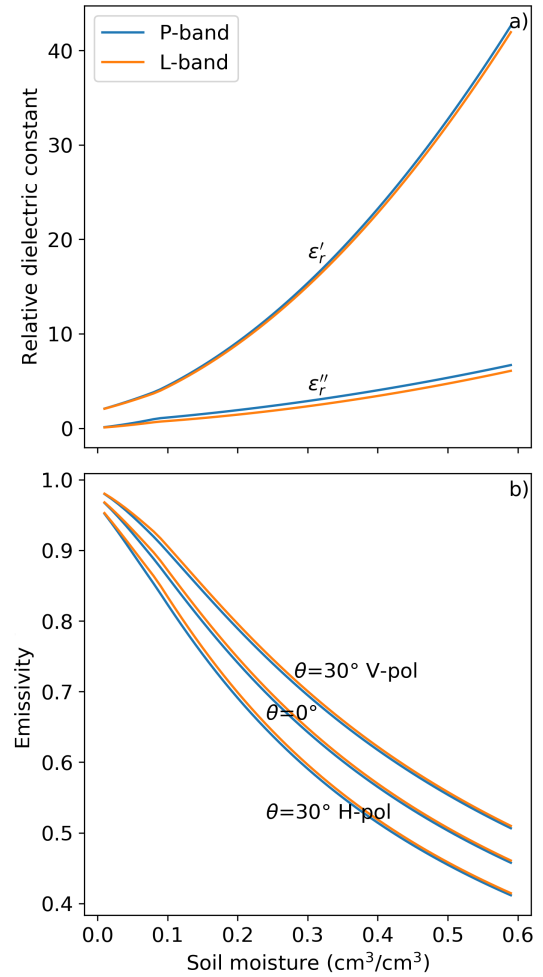 a)
P-band
L-band
40
30
20
10
0
Relative dielectric constant
ε′r
ε″r
b)
1.0
0.9
0.8
0.7
0.6
0.5
0.4
Emissivity
θ=30° V-pol
θ=0°
θ=30° H-pol
0.0 0.1 0.2 0.3 0.4 0.5 0.6
Soil moisture (cm³/cm³)